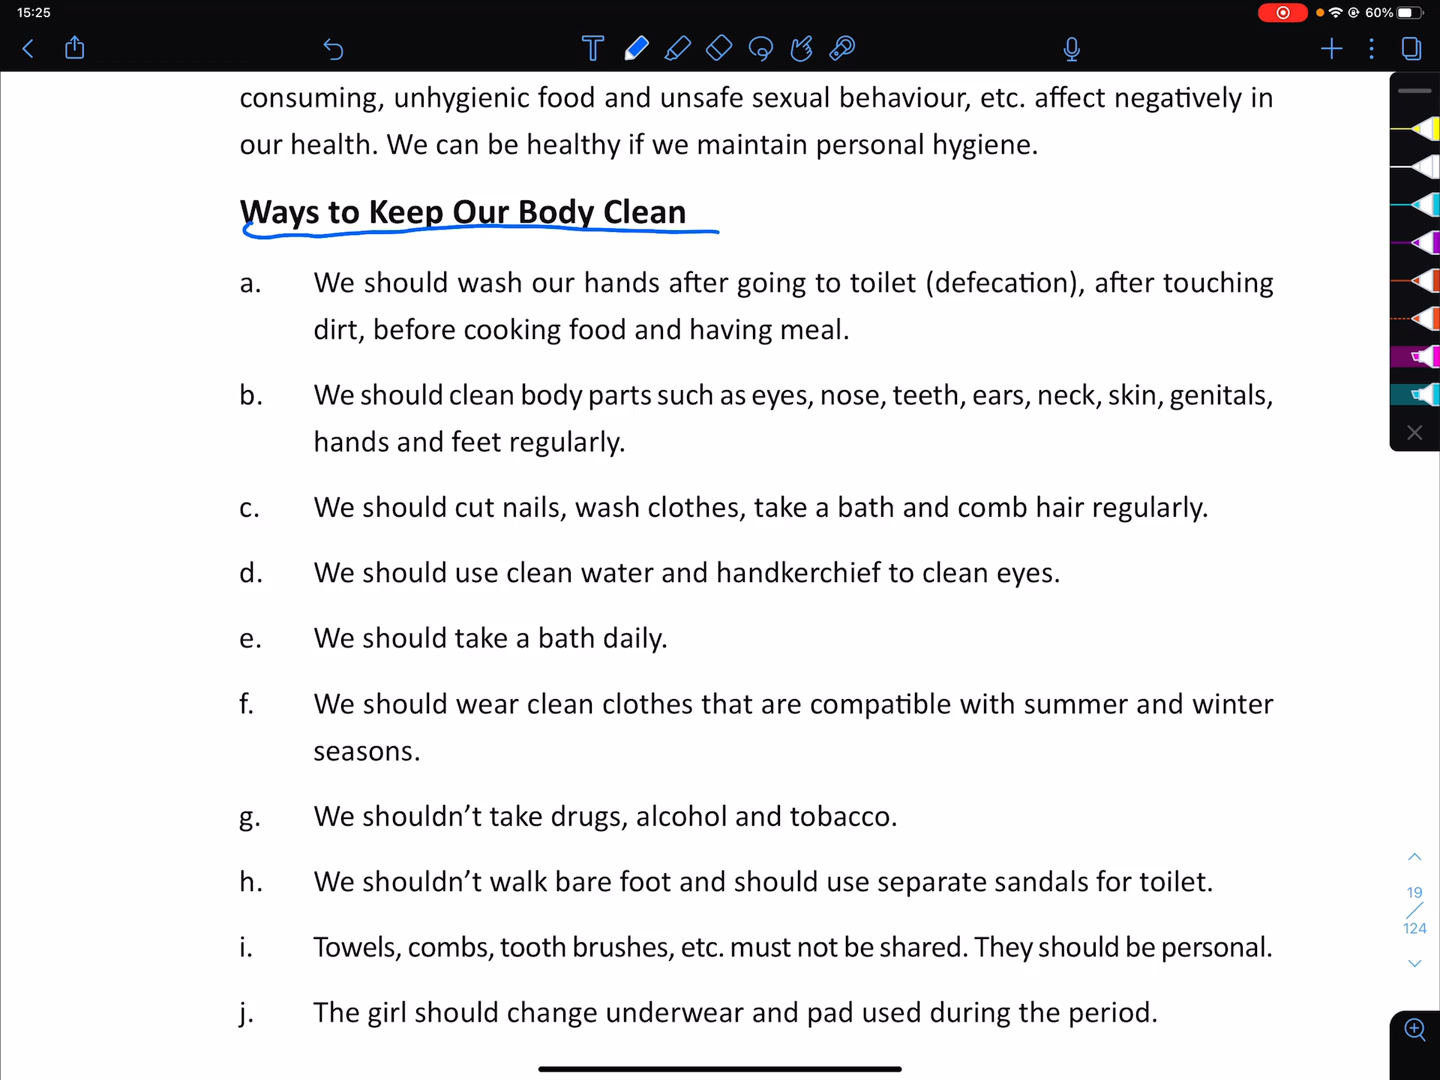 15:25
60%
consuming, unhygienic food and unsafe sexual behaviour, etc. affect negatively in
our health. We can be healthy if we maintain personal hygiene.
Ways to Keep Our Body Clean
a. We should wash our hands after going to toilet (defecation), after touching
dirt, before cooking food and having meal.
b. We should clean body parts such as eyes, nose, teeth, ears, neck, skin, genitals,
hands and feet regularly.
c. We should cut nails, wash clothes, take a bath and comb hair regularly.
d. We should use clean water and handkerchief to clean eyes.
e. We should take a bath daily.
f. We should wear clean clothes that are compatible with summer and winter
seasons.
g. We shouldn’t take drugs, alcohol and tobacco.
h. We shouldn’t walk bare foot and should use separate sandals for toilet.
i. Towels, combs, tooth brushes, etc. must not be shared. They should be personal.
j. The girl should change underwear and pad used during the period.
19
/
124